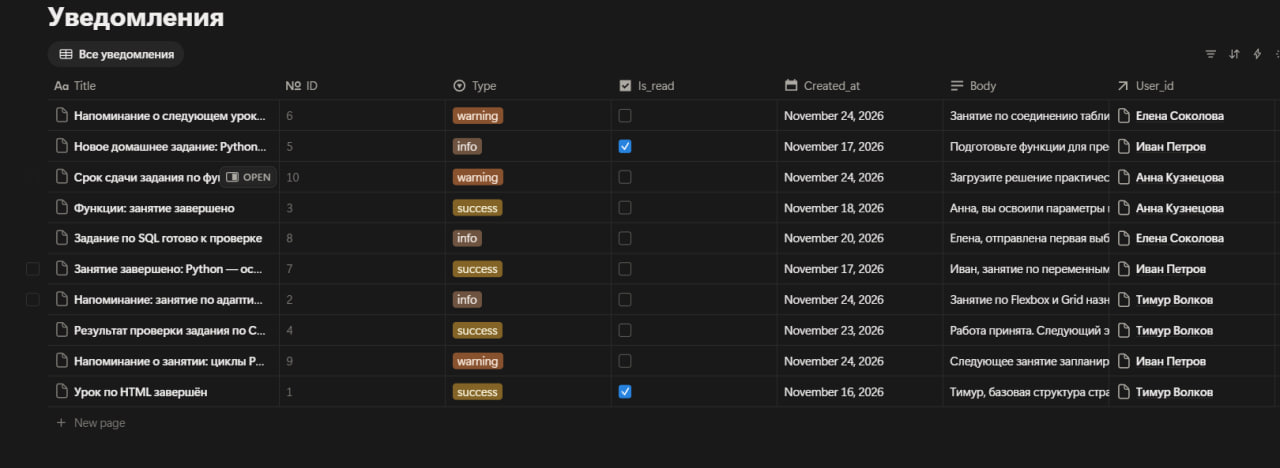 Уведомления
Все уведомления
Aa Title № ID Type Is_read Created_at Body User_id
Напоминание о следующем урок... 6 warning November 24, 2026 Занятие по соединению табли Елена Соколова
Новое домашнее задание: Python... 5 info November 17, 2026 Подготовьте функции для пре Иван Петров
Срок сдачи задания по фу OPEN 10 warning November 24, 2026 Загрузите решение практичес Анна Кузнецова
Функции: занятие завершено 3 success November 18, 2026 Анна, вы освоили параметры Анна Кузнецова
Задание по SQL готово к проверке 8 info November 20, 2026 Елена, отправлена первая выб Елена Соколова
Занятие завершено: Python — ос... 7 success November 17, 2026 Иван, занятие по переменным Иван Петров
Напоминание: занятие по адапти... 2 info November 24, 2026 Занятие по Flexbox и Grid назн Тимур Волков
Результат проверки задания по C... 4 success November 23, 2026 Работа принята. Следующий з Тимур Волков
Напоминание о занятии: циклы P... 9 warning November 24, 2026 Следующее занятие запланир Иван Петров
Урок по HTML завершён 1 success November 16, 2026 Тимур, базовая структура стра Тимур Волков
+ New page